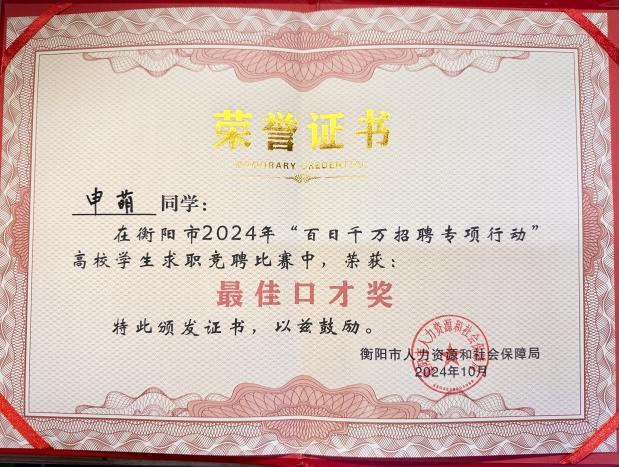 荣誉证书
HONORARY CREDENTIAL
申萌 同学：
在衡阳市2024年“百日千万招聘专项行动”
高校学生求职竞聘比赛中，荣获：
最佳口才奖
特此颁发证书，以兹鼓励。
衡阳市人力资源和社会保障局
2024年10月